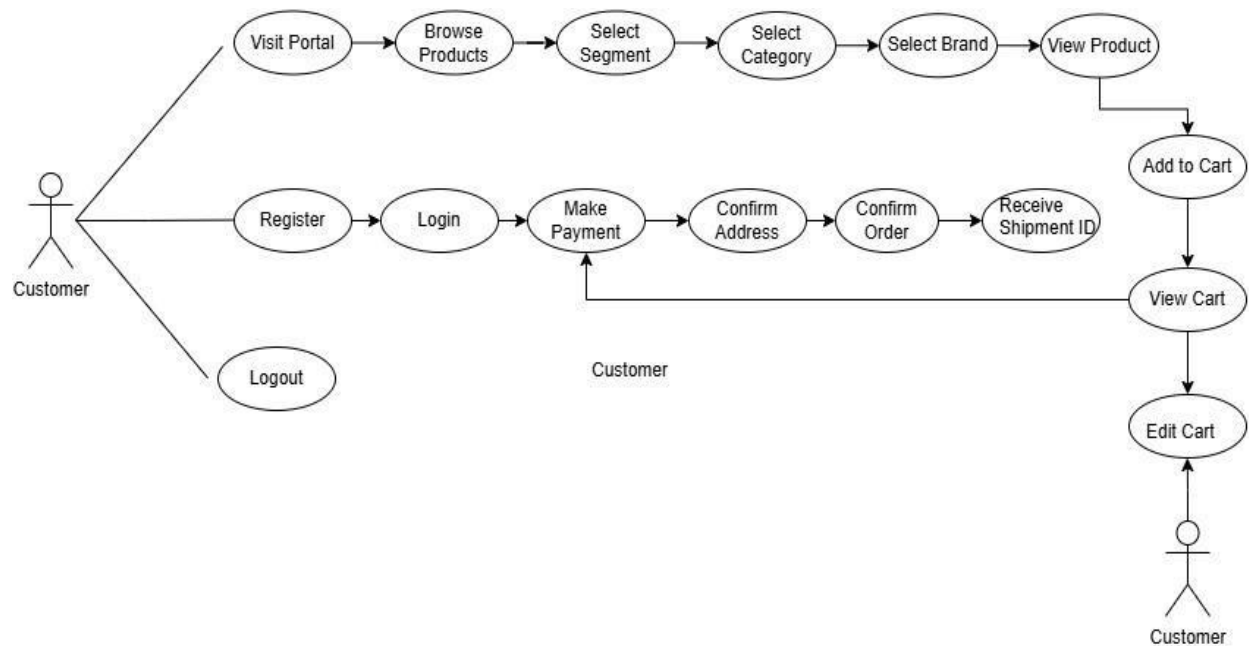 Visit Portal
Browse
Products
Select
Segment
Select
Category
Select Brand
View Product
Add to Cart
Register
Login
Make
Payment
Confirm
Address
Confirm
Order
Receive
Shipment ID
Customer
View Cart
Logout
Customer
Edit Cart
Customer